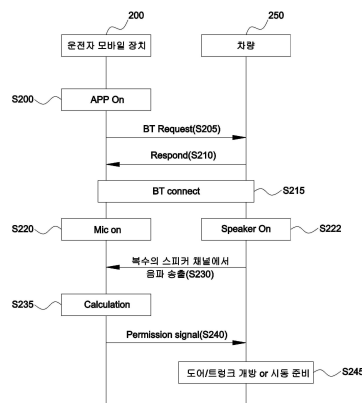 200
250
운전자 모바일 장치
차량
S200
APP On
BT Request(S205)
Respond(S210)
BT connect
S215
S220
Mic on
Speaker On
S222
복수의 스피커 채널에서
음파 송출(S230)
S235
Calculation
Permission signal(S240)
도어/트렁크 개방 or 시동 준비
S245